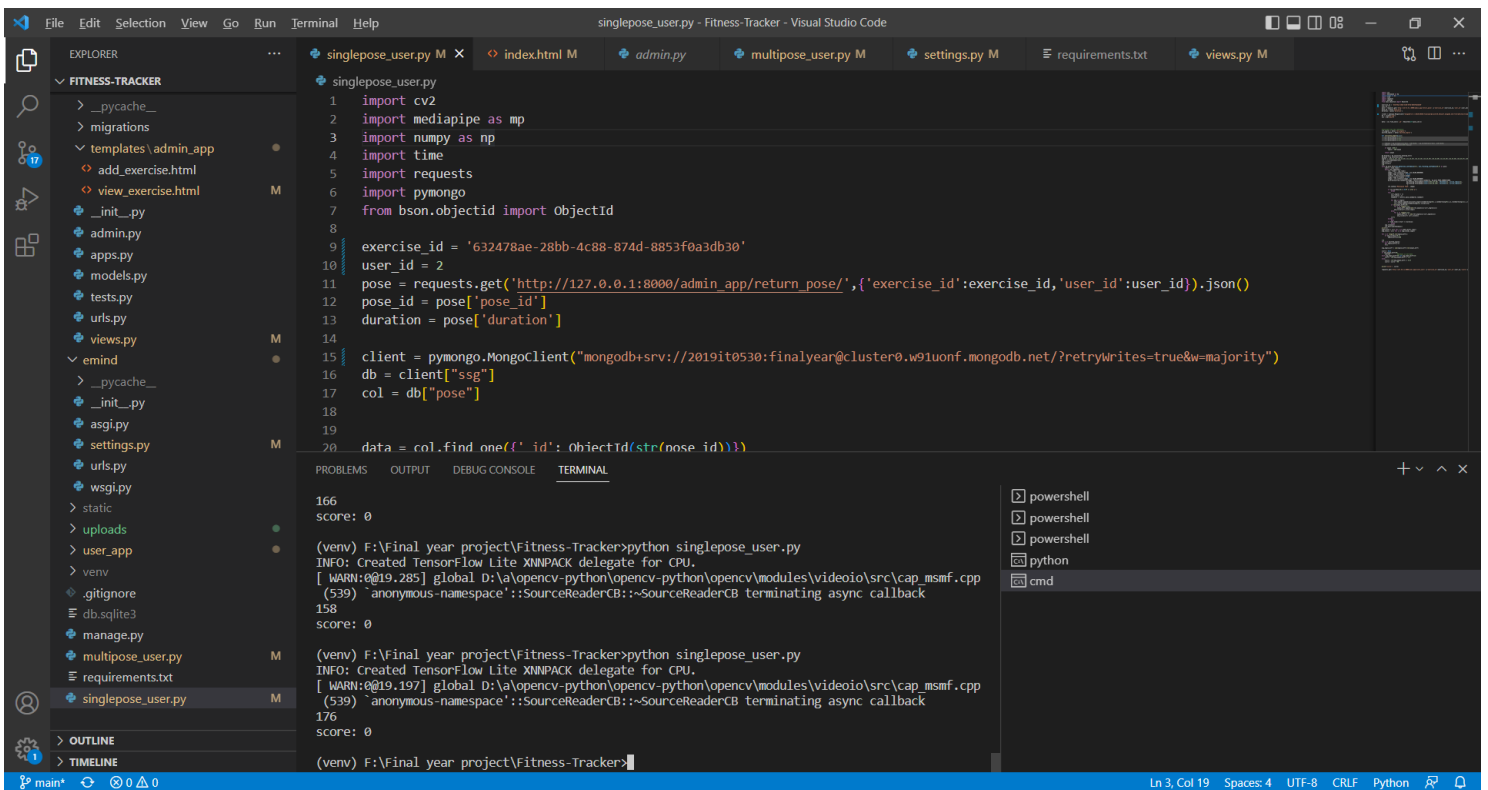 File Edit Selection View Go Run Terminal Help singlepose_user.py - Fitness-Tracker - Visual Studio Code
EXPLORER
FITNESS-TRACKER
__pycache__
migrations
templates\admin_app
add_exercise.html
view_exercise.html M
__init__.py
admin.py
apps.py
models.py
tests.py
urls.py
views.py M
emind
__pycache__
__init__.py
asgi.py
settings.py M
urls.py
wsgi.py
static
uploads
user_app
venv
.gitignore
db.sqlite3
manage.py
multipose_user.py M
requirements.txt
singlepose_user.py M
OUTLINE
TIMELINE
17
1
singlepose_user.py M index.html M admin.py multipose_user.py M settings.py M requirements.txt views.py M
singlepose_user.py
1 import cv2
2 import mediapipe as mp
3 import numpy as np
4 import time
5 import requests
6 import pymongo
7 from bson.objectid import ObjectId
8
9 exercise_id = '632478ae-28bb-4c88-874d-8853f0a3db30'
10 user_id = 2
11 pose = requests.get('http://127.0.0.1:8000/admin_app/return_pose/',{'exercise_id':exercise_id,'user_id':user_id}).json()
12 pose_id = pose['pose_id']
13 duration = pose['duration']
14
15 client = pymongo.MongoClient("mongodb+srv://2019it0530:finalyear@cluster0.w91uonf.mongodb.net/?retryWrites=true&w=majority")
16 db = client["ssg"]
17 col = db["pose"]
18
19
20 data = col.find_one({'_id': ObjectId(str(pose_id))})
PROBLEMS OUTPUT DEBUG CONSOLE TERMINAL
166
score: 0
(venv) F:\Final year project\Fitness-Tracker>python singlepose_user.py
INFO: Created TensorFlow Lite XNNPACK delegate for CPU.
[ WARN:0@19.285] global D:\a\opencv-python\opencv-python\opencv\modules\videoio\src\cap_msmf.cpp
(539) `anonymous-namespace'::SourceReaderCB::~SourceReaderCB terminating async callback
158
score: 0
(venv) F:\Final year project\Fitness-Tracker>python singlepose_user.py
INFO: Created TensorFlow Lite XNNPACK delegate for CPU.
[ WARN:0@19.197] global D:\a\opencv-python\opencv-python\opencv\modules\videoio\src\cap_msmf.cpp
(539) `anonymous-namespace'::SourceReaderCB::~SourceReaderCB terminating async callback
176
score: 0
(venv) F:\Final year project\Fitness-Tracker>
powershell
powershell
powershell
python
cmd
main* 0 0 Ln 3, Col 19 Spaces: 4 UTF-8 CRLF Python